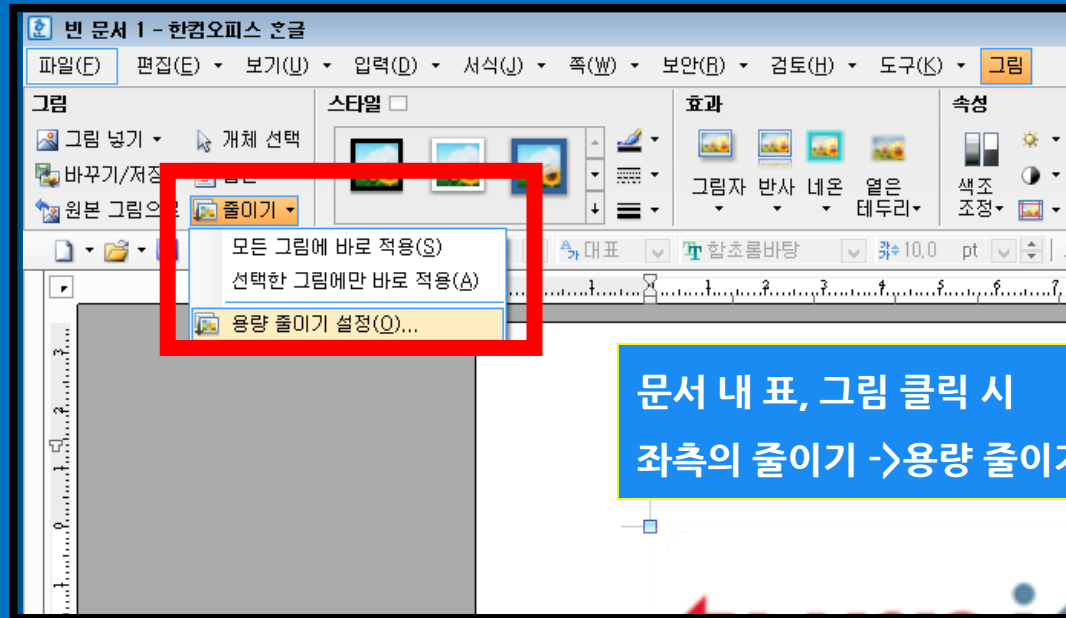 빈 문서 1 - 한컴오피스 흔글
파일(F) 편집(E) 보기(U) 입력(D) 서식(J) 쪽(W) 보안(R) 검토(H) 도구(K) 그림
그림 스타일 효과 속성
그림 넣기 개체 선택
바꾸기/저장
원본 그림으로 줄이기
그림자 반사 네온 옅은 테두리 색조 조정
모든 그림에 바로 적용(S)
선택한 그림에만 바로 적용(A)
용량 줄이기 설정(O)...
대표 함초롬바탕 10.0 pt
문서 내 표, 그림 클릭 시
좌측의 줄이기 ->용량 줄이기